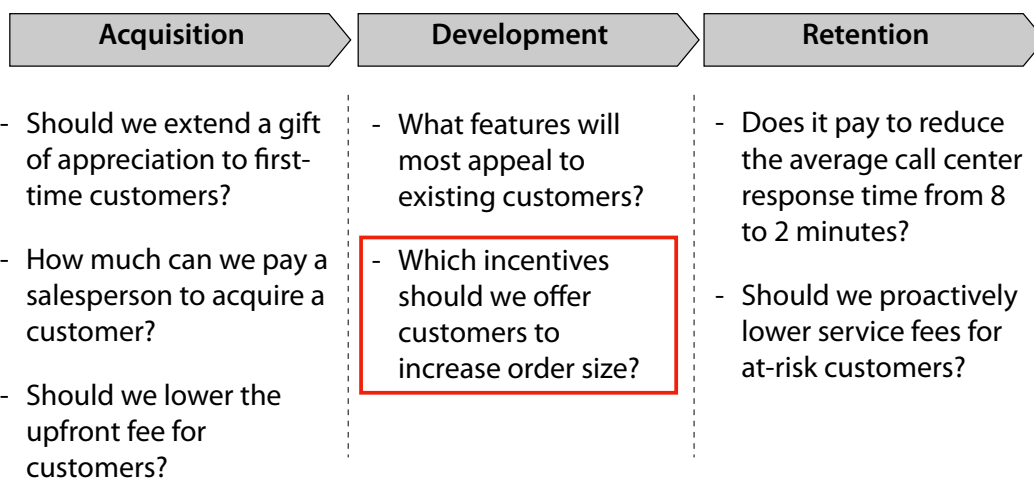 Acquisition
Development
Retention
- Should we extend a gift
of appreciation to first-
time customers?
- How much can we pay a
salesperson to acquire a
customer?
- Should we lower the
upfront fee for
customers?
- What features will
most appeal to
existing customers?
- Which incentives
should we offer
customers to
increase order size?
- Does it pay to reduce
the average call center
response time from 8
to 2 minutes?
- Should we proactively
lower service fees for
at-risk customers?